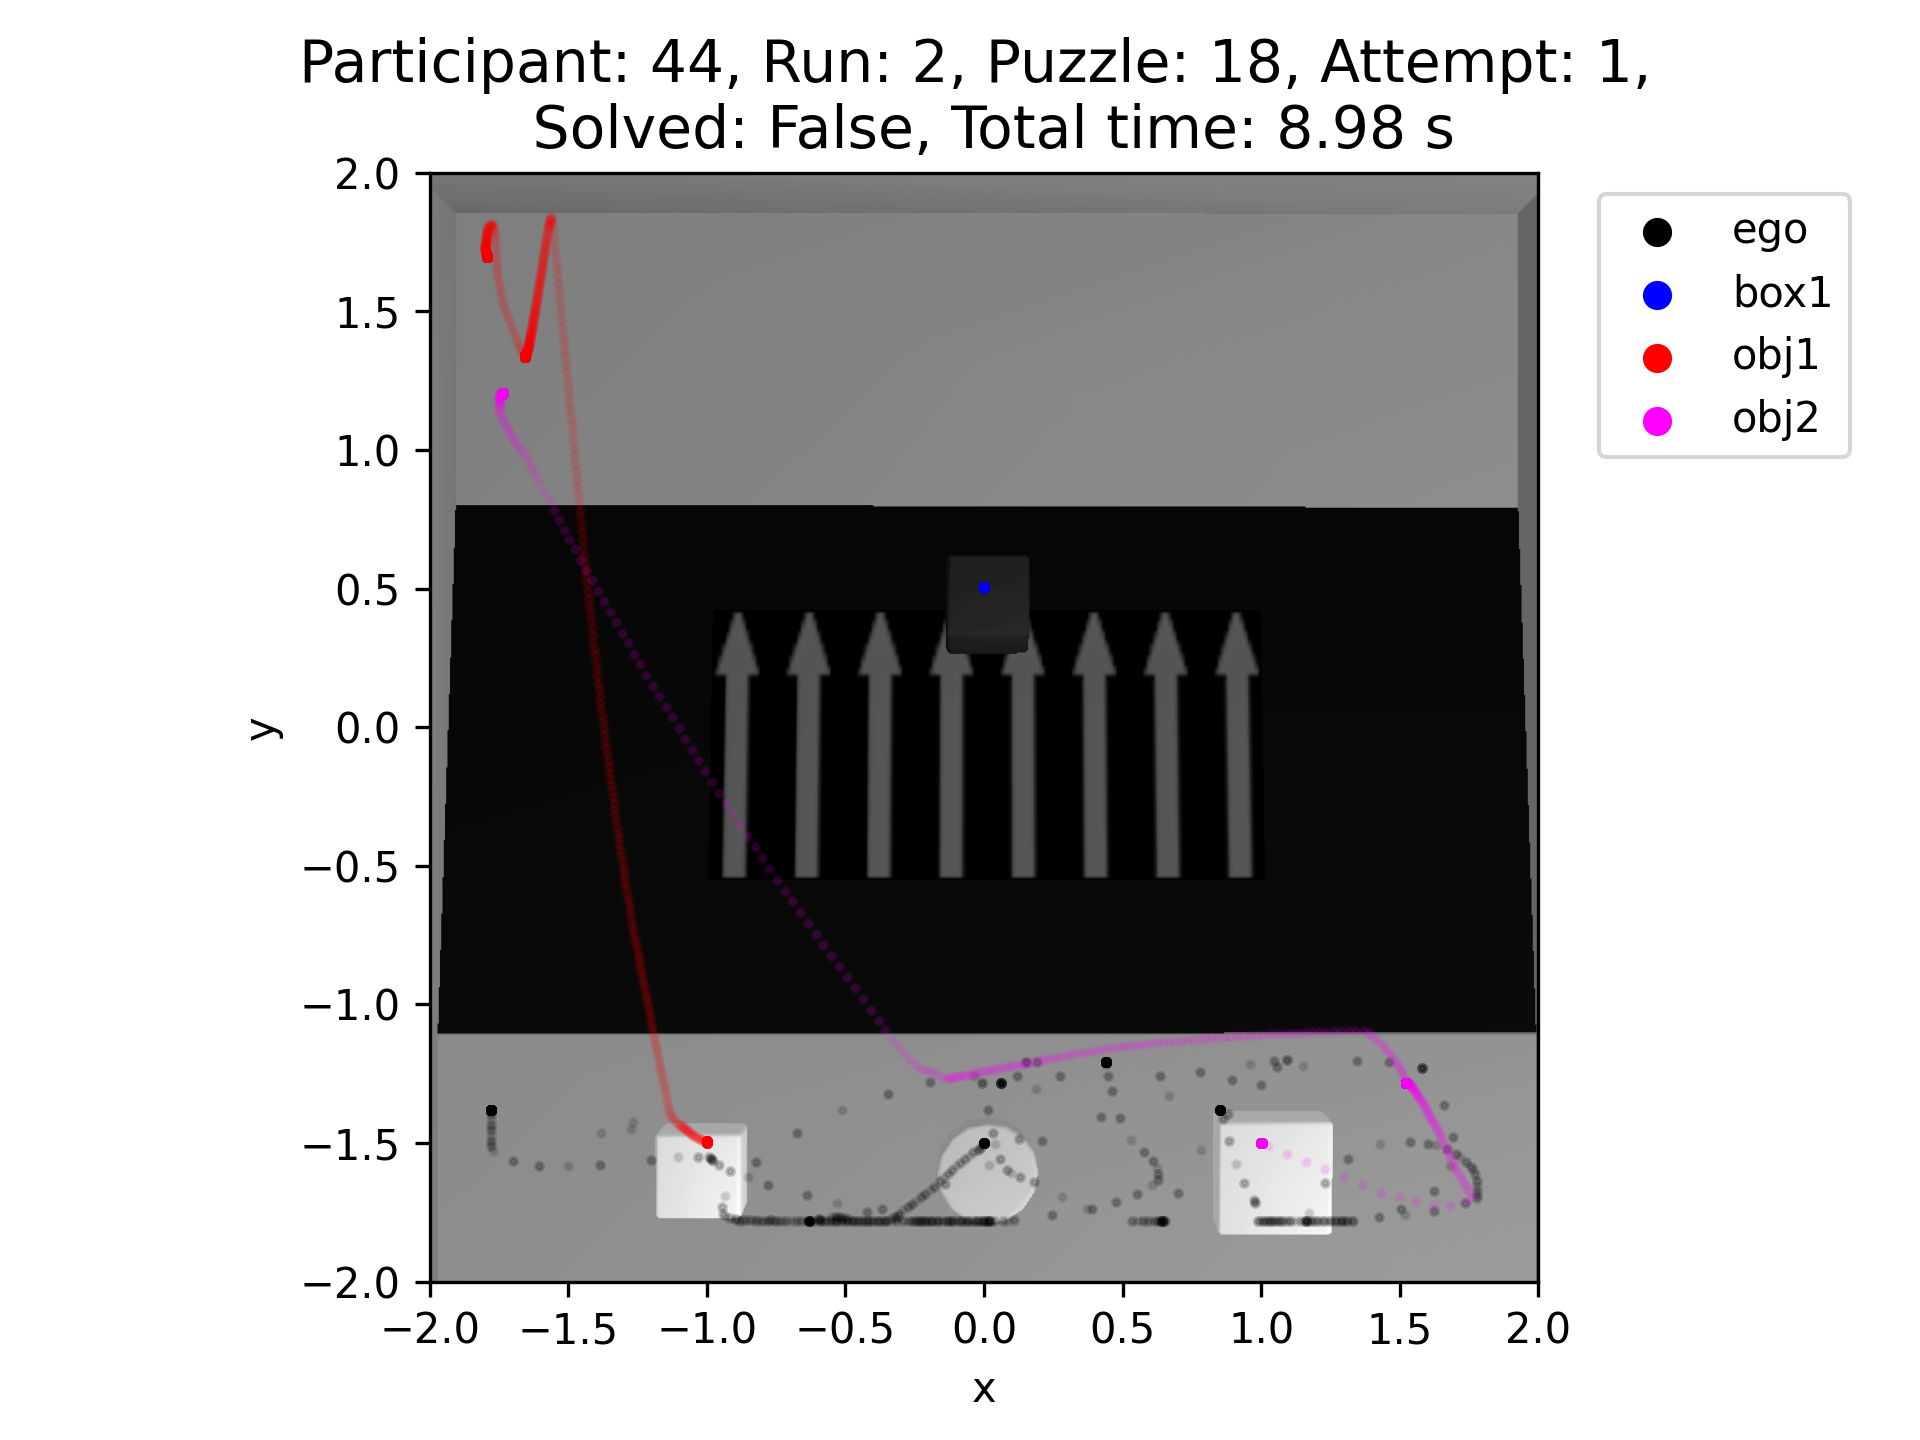 Participant: 44, Run: 2, Puzzle: 18, Attempt: 1,
Solved: False, Total time: 8.98 s
2.0
1.5
1.0
0.5
0.0
−0.5
−1.0
−1.5
−2.0
y
−2.0 −1.5 −1.0 −0.5 0.0 0.5 1.0 1.5 2.0
x
ego
box1
obj1
obj2